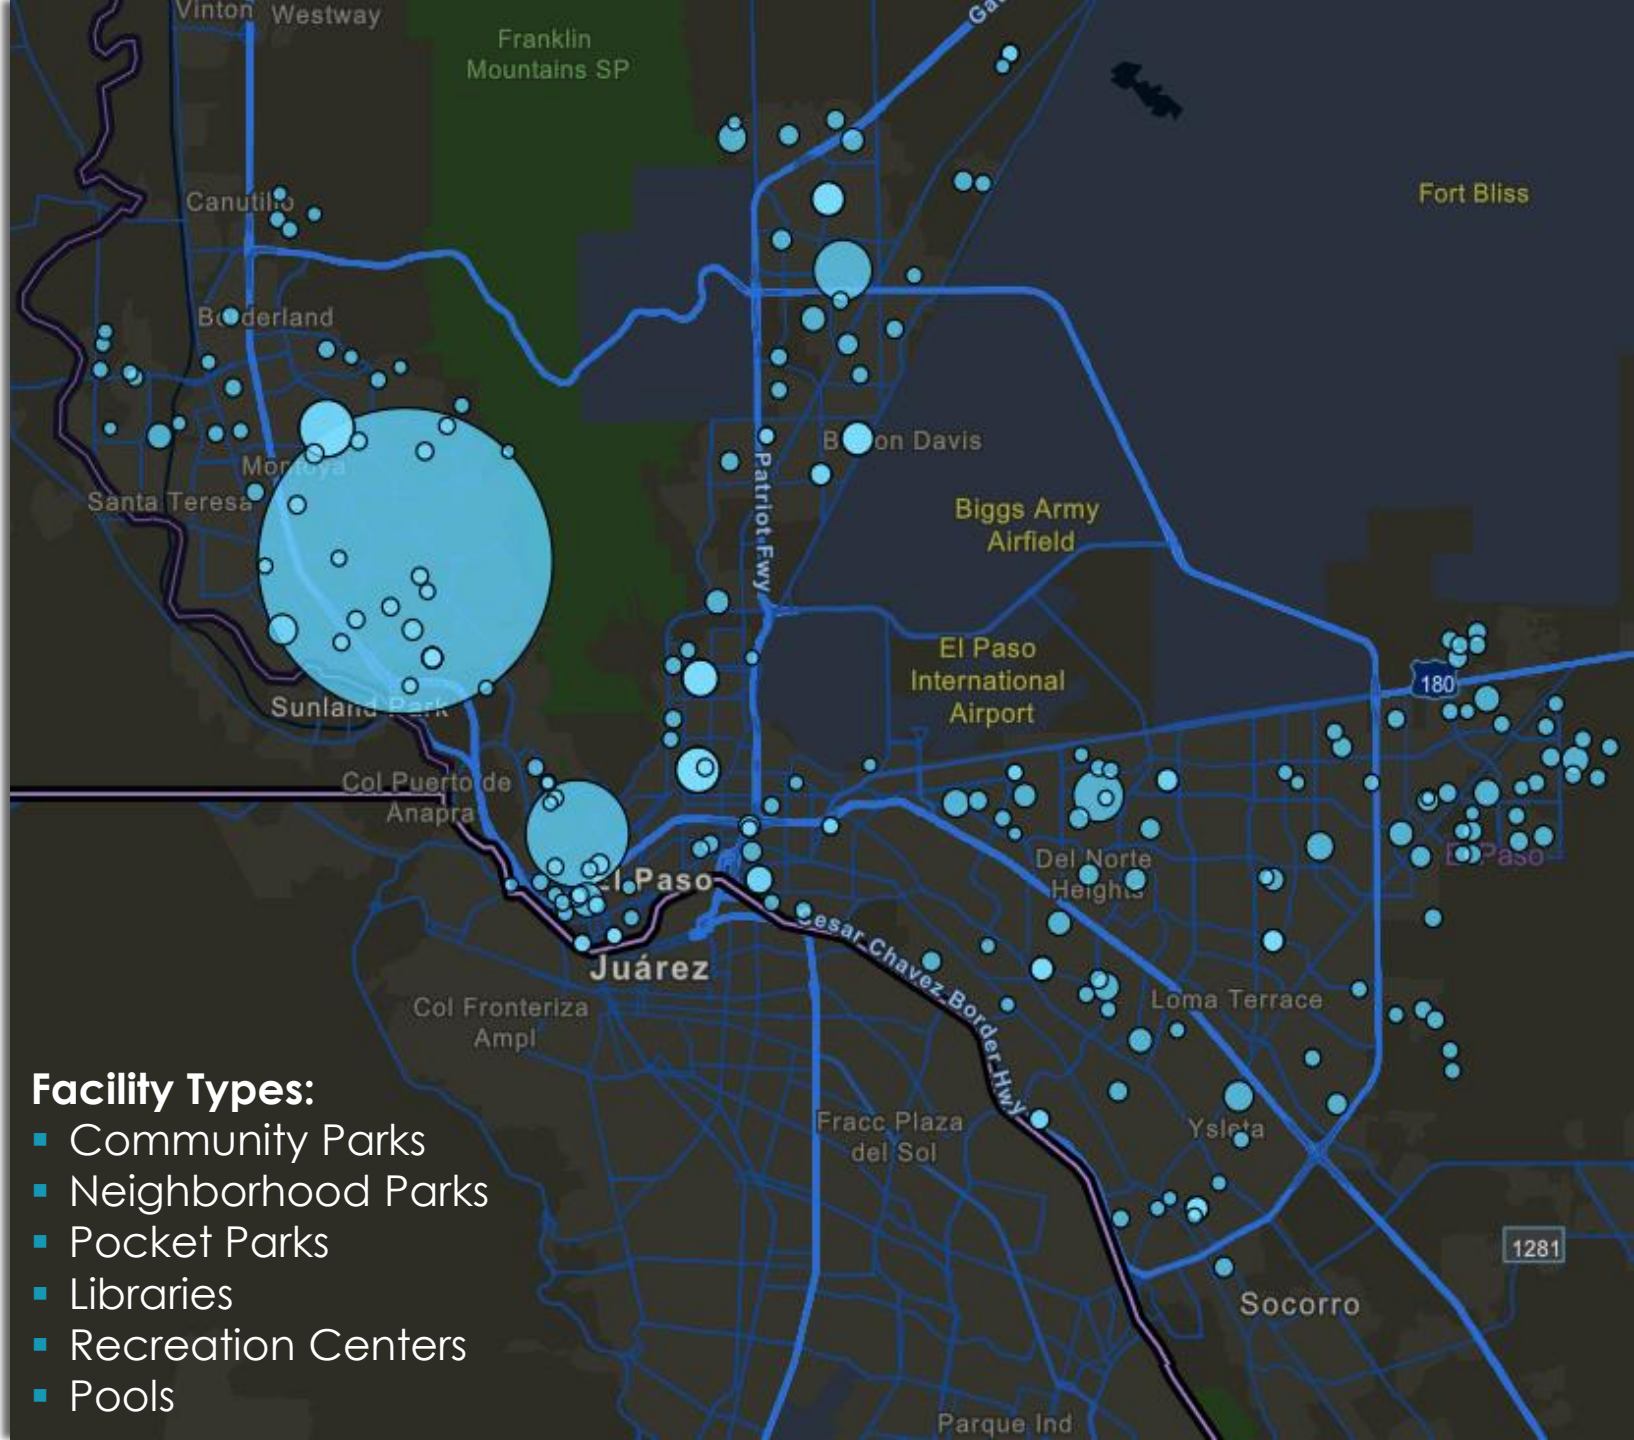 Vinton
Westway
Franklin
Mountains SP
Fort Bliss
Canutillo
Borderland
Patriot Fwy
Montoya
Santa Teresa
Biggs Army
Airfield
El Paso
International
Airport
180
Sunland Park
Col Puerto de
Anapra
Del Norte
Heights
El Paso
El Paso
Cesar Chavez Border Hwy
Juárez
Col Fronteriza
Ampl
Loma Terrace
Fracc Plaza
del Sol
Ysleta
1281
Socorro
Parque Ind
Facility Types:
▪ Community Parks
▪ Neighborhood Parks
▪ Pocket Parks
▪ Libraries
▪ Recreation Centers
▪ Pools